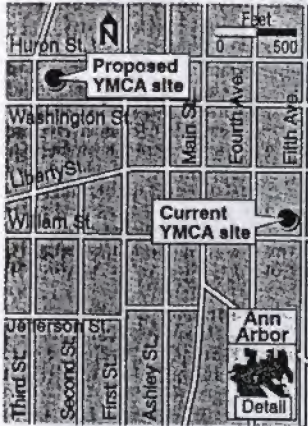 Huron St.
N
Feet
0 500
Proposed
YMCA site
Washington St.
Main St.
Fourth Ave.
Fifth Ave.
Liberty St.
William St.
Current
YMCA site
Jefferson St.
Third St.
Second St.
First St.
Ashley St.
Ann
Arbor
Detail